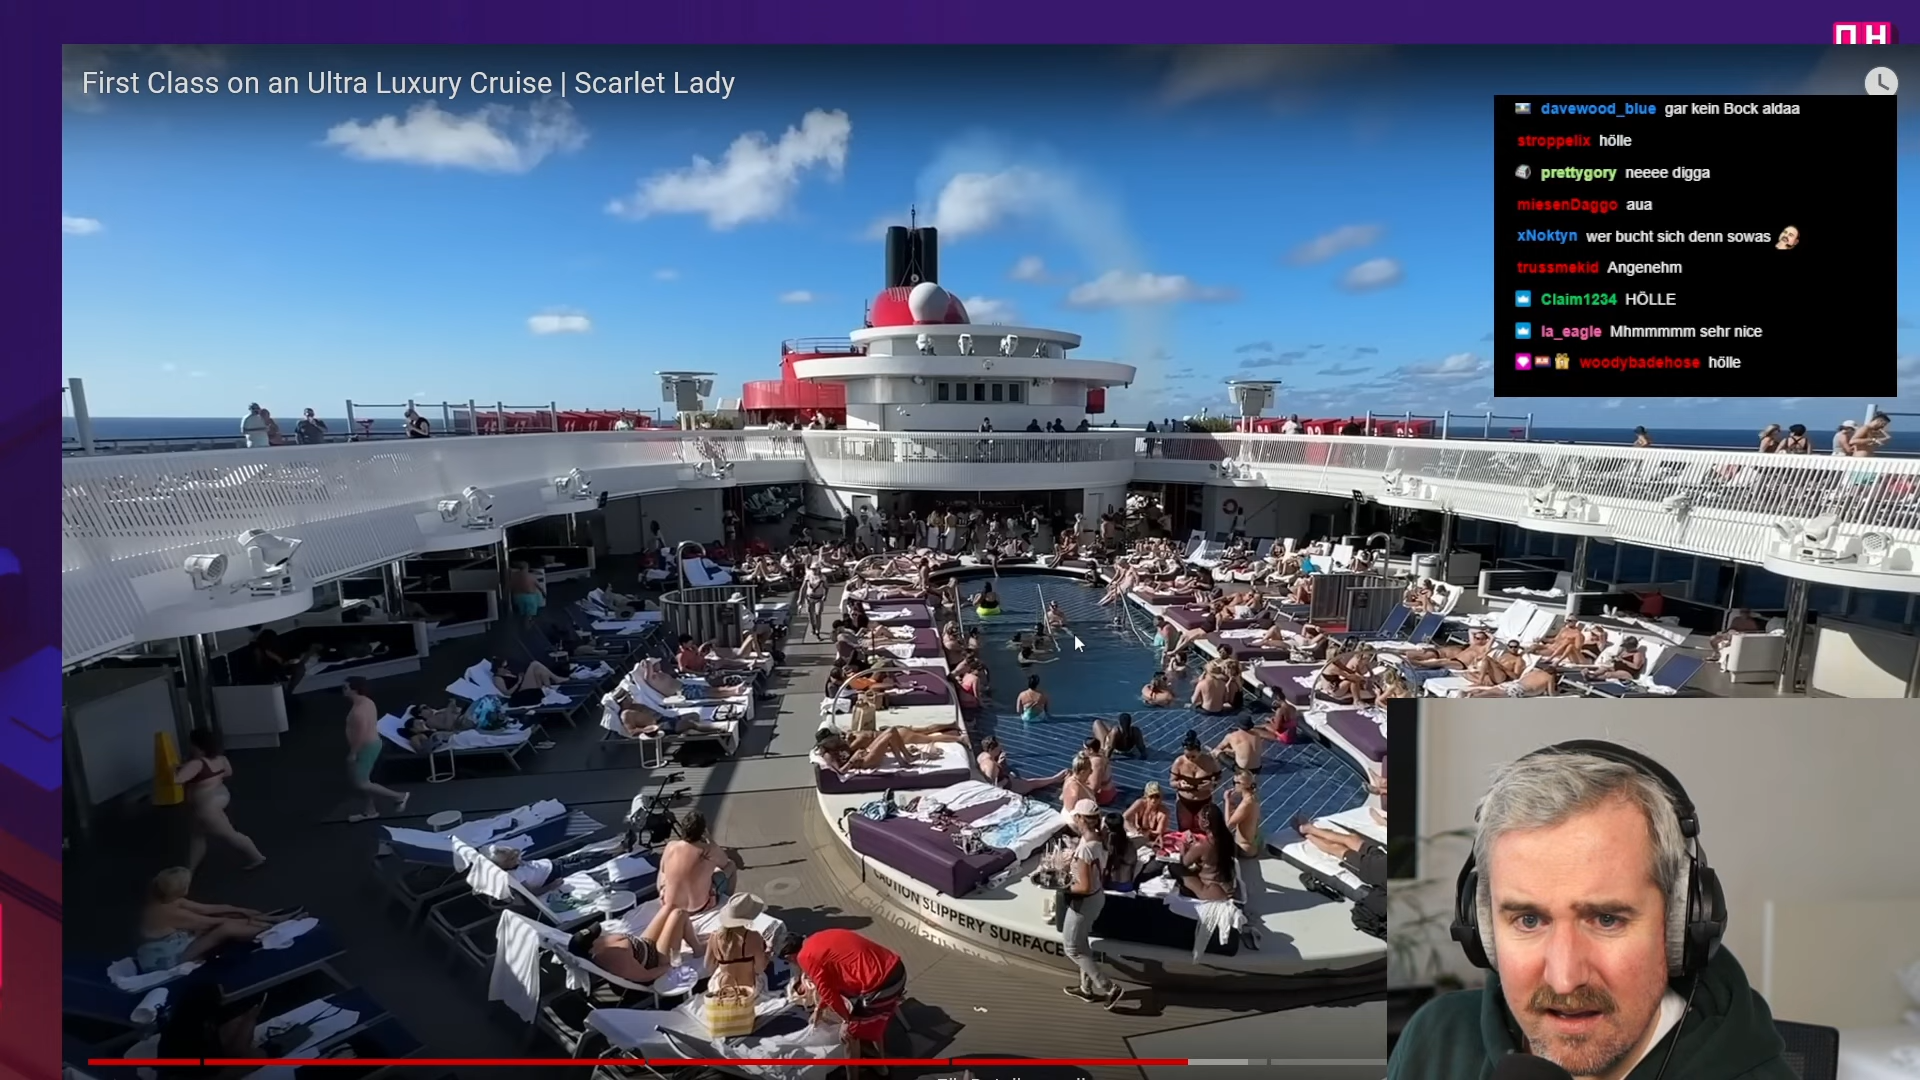 First Class on an Ultra Luxury Cruise | Scarlet Lady
davewood_blue gar kein Bock aldaa
stroppelix hölle
prettygory neeee digga
miesenDaggo aua
xNoktyn wer bucht sich denn sowas
trussmekid Angenehm
Claim1234 HÖLLE
la_eagle Mhmmmmm sehr nice
woodybadehose hölle
CAUTION SLIPPERY SURFACE